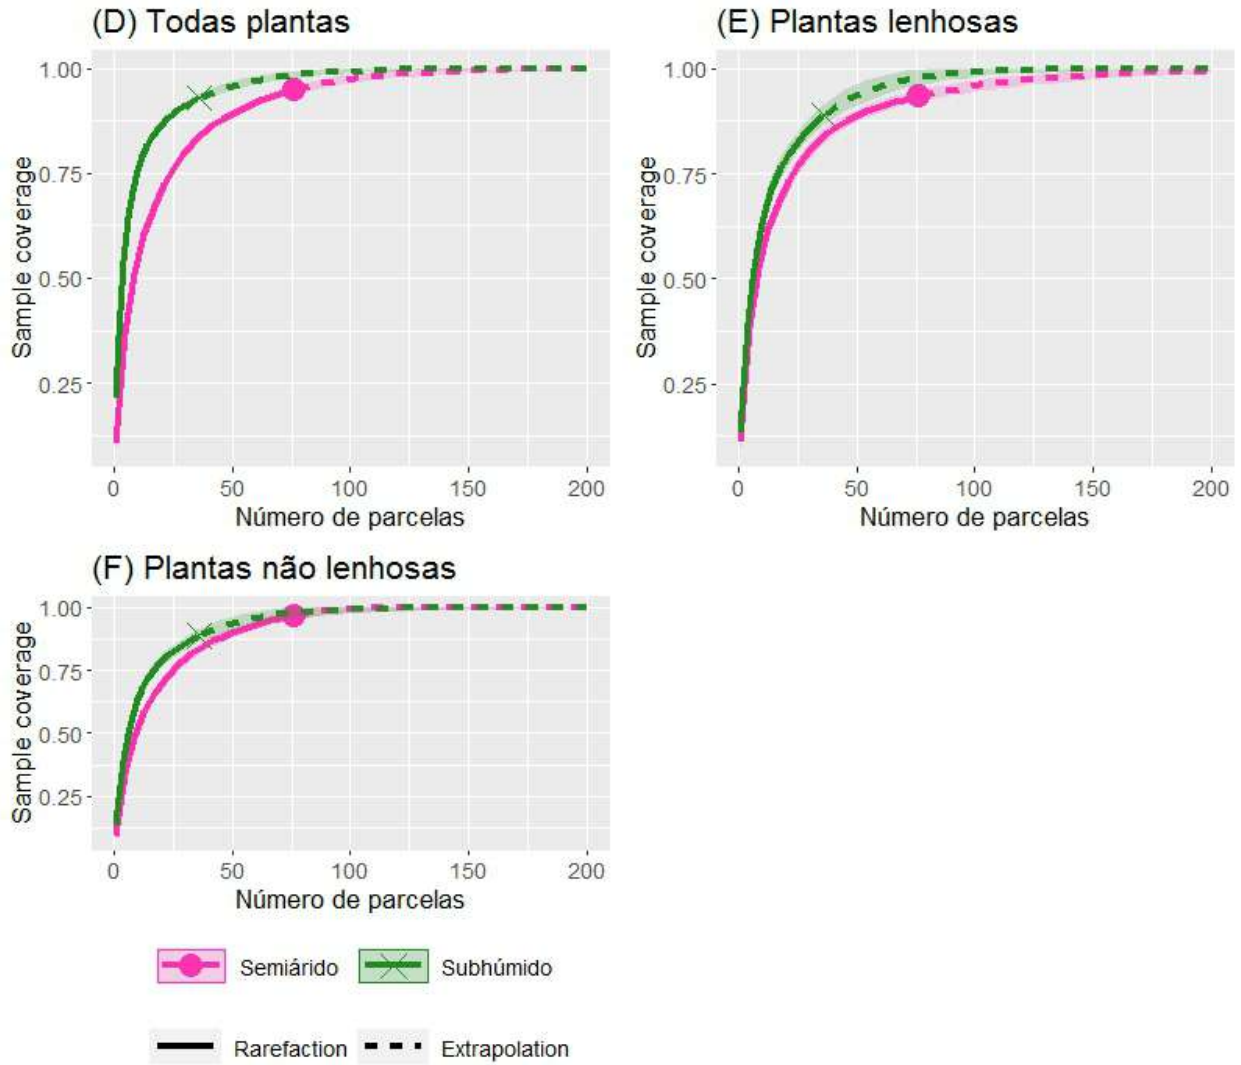 (D) Todas plantas
1.00
0.75
0.50
0.25
Sample coverage
0 50 100 150 200
Número de parcelas
(E) Plantas lenhosas
1.00
0.75
0.50
0.25
Sample coverage
0 50 100 150 200
Número de parcelas
(F) Plantas não lenhosas
1.00
0.75
0.50
0.25
Sample coverage
0 50 100 150 200
Número de parcelas
Semiárido Subhúmido
Rarefaction Extrapolation